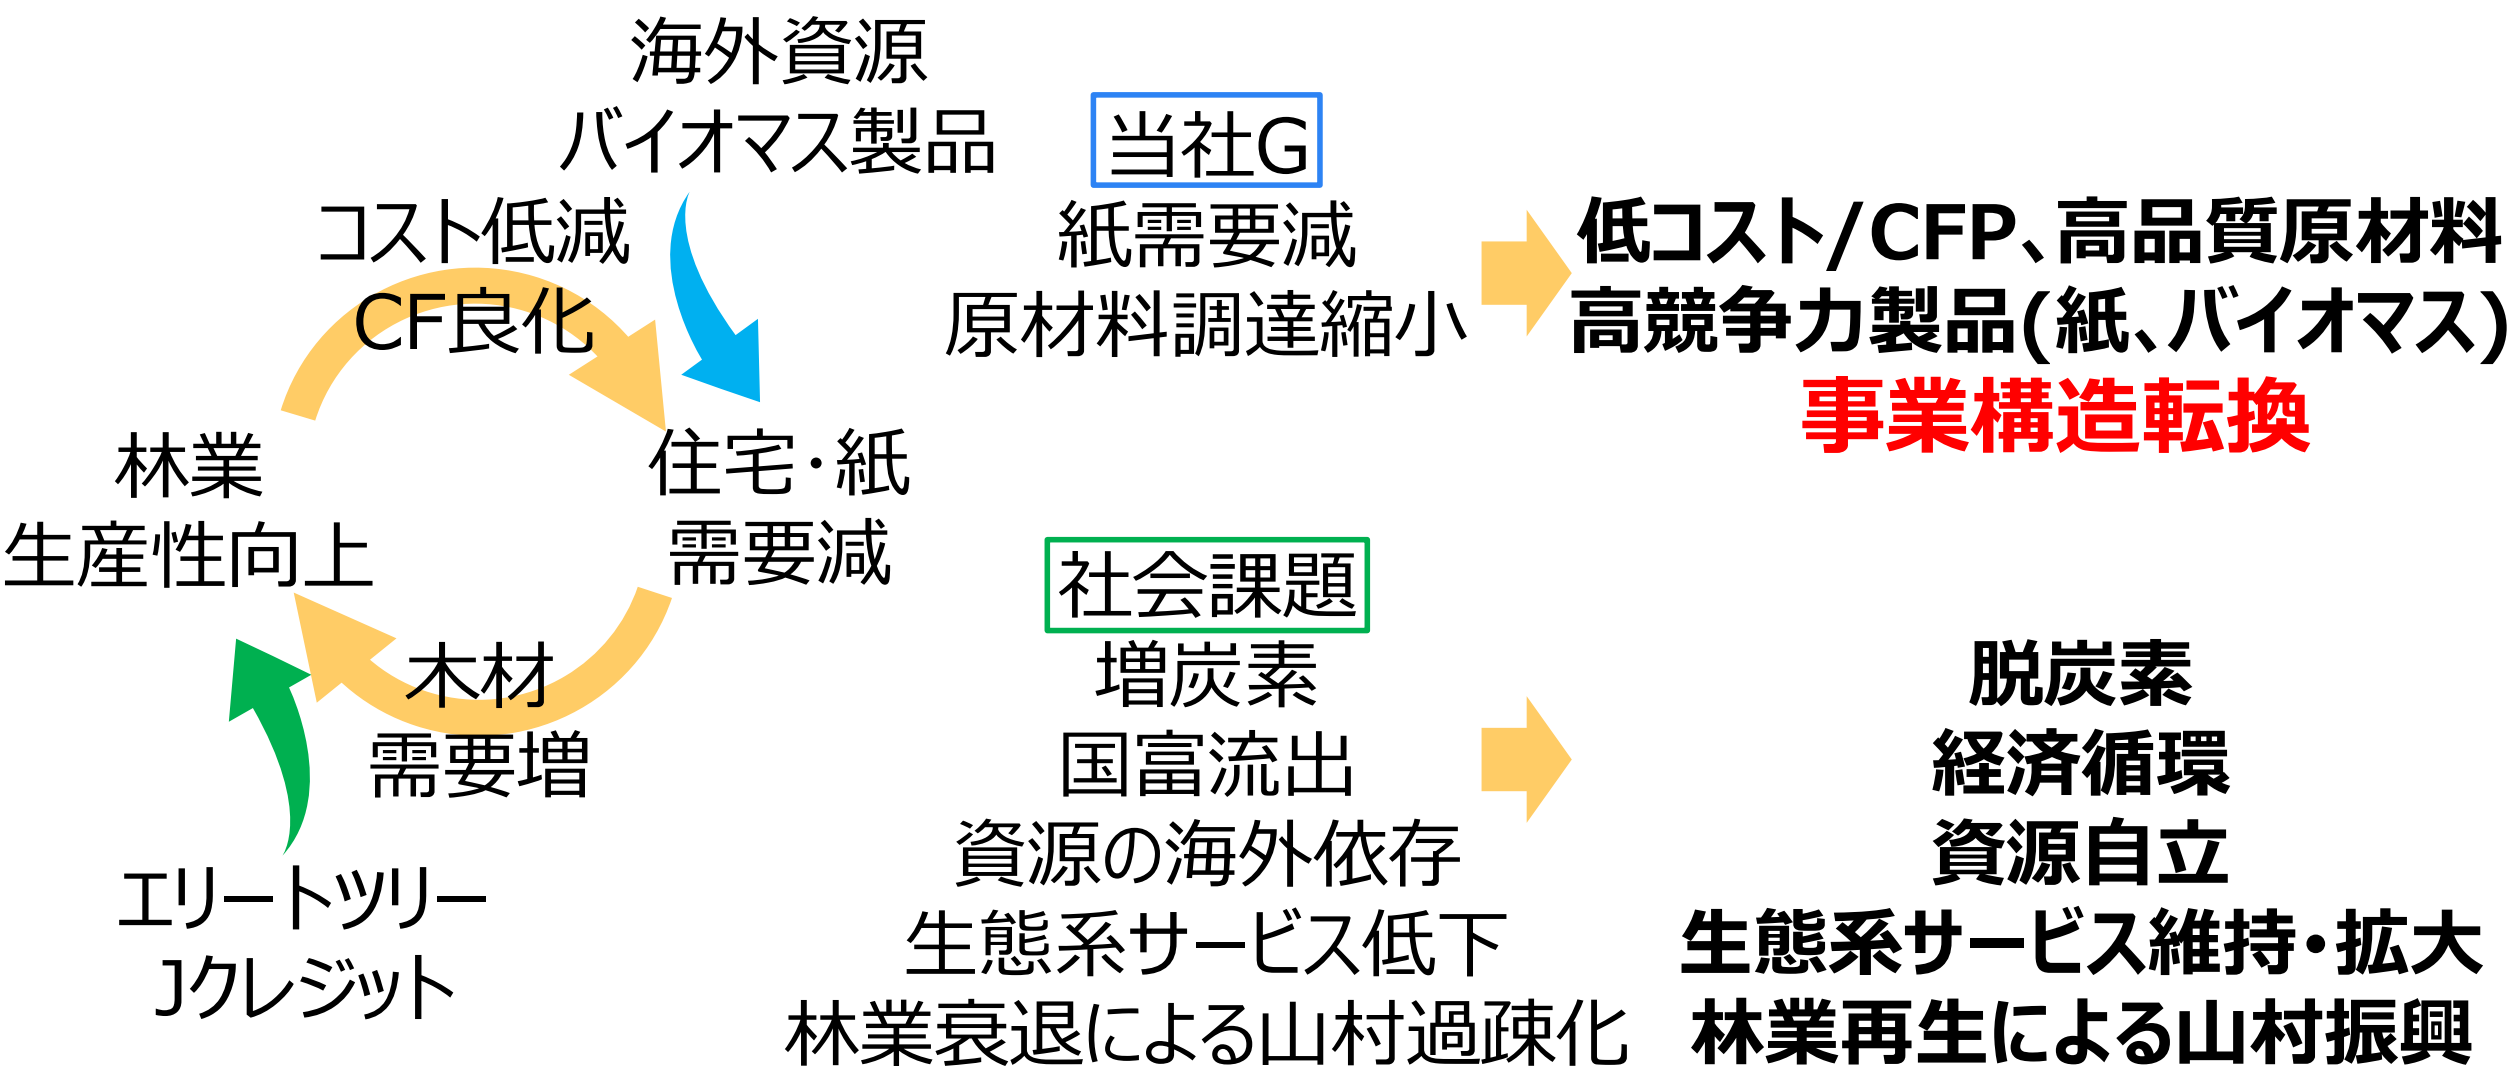 海外資源
バイオマス製品
コスト低減
CF良化
林業
生産性向上
住宅・紙
需要減
木材
需要増
エリートツリー
Jクレジット
当社G
紙需要減
原材料調達縮小
低コスト/CFP、高品質原料
高競争力製品(紙、バイオマス)
事業構造転換
社会課題
増炭素
国富流出
資源の海外依存
生態系サービス低下
林業衰退による山村過疎化
脱炭素
経済循環
資源自立
生態系サービス維持・拡大
林業再生よる山村振興